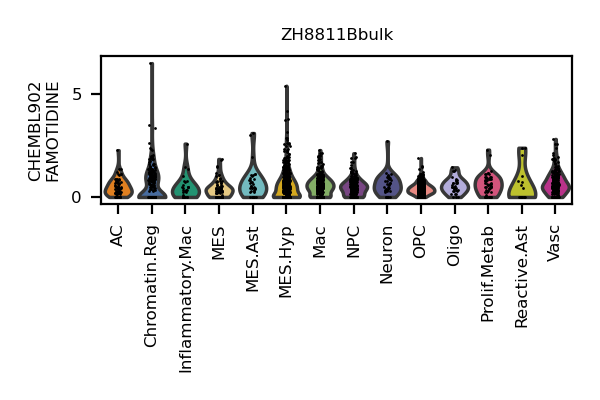 ZH8811Bbulk
CHEMBL902
FAMOTIDINE
5
0
AC
Chromatin.Reg
Inflammatory.Mac
MES
MES.Ast
MES.Hyp
Mac
NPC
Neuron
OPC
Oligo
Prolif.Metab
Reactive.Ast
Vasc